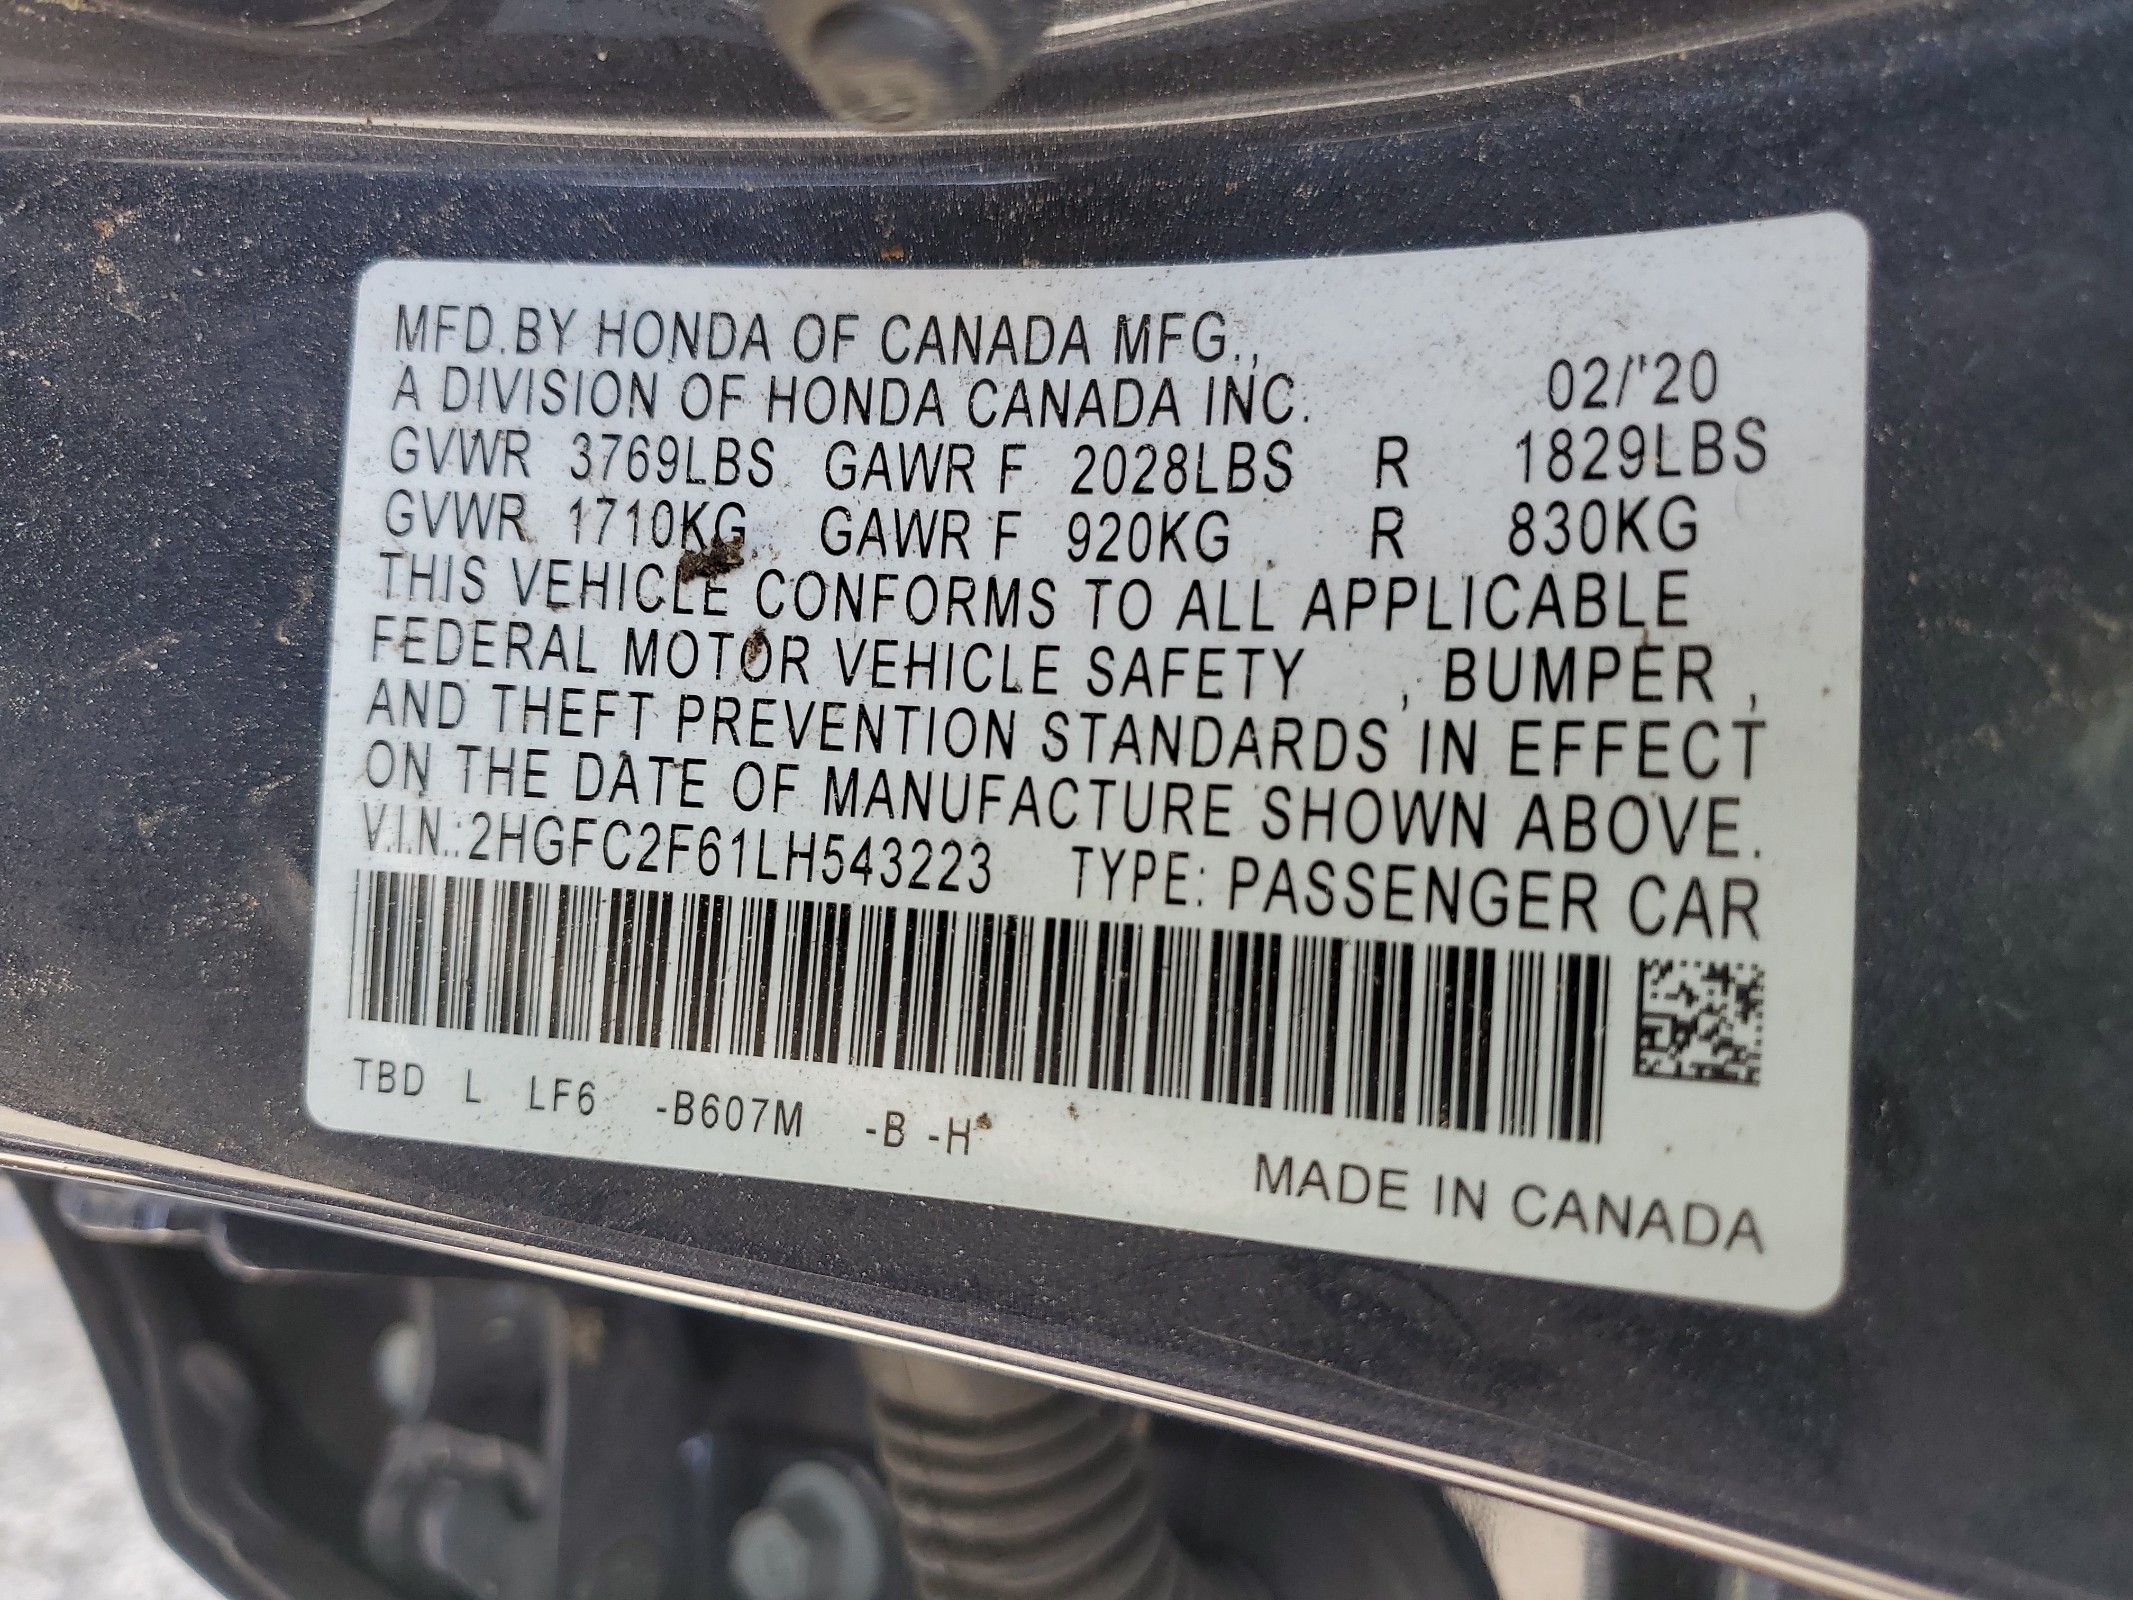 MFD.BY HONDA OF CANADA MFG.,
A DIVISION OF HONDA CANADA INC. 02/'20
GVWR 3769LBS GAWR F 2028LBS R 1829LBS
GVWR 1710KG GAWR F 920KG R 830KG
THIS VEHICLE CONFORMS TO ALL APPLICABLE
FEDERAL MOTOR VEHICLE SAFETY , BUMPER ,
AND THEFT PREVENTION STANDARDS IN EFFECT
ON THE DATE OF MANUFACTURE SHOWN ABOVE.
V.I.N.:2HGFC2F61LH543223 TYPE: PASSENGER CAR
TBD L LF6 -B607M -B -H
MADE IN CANADA